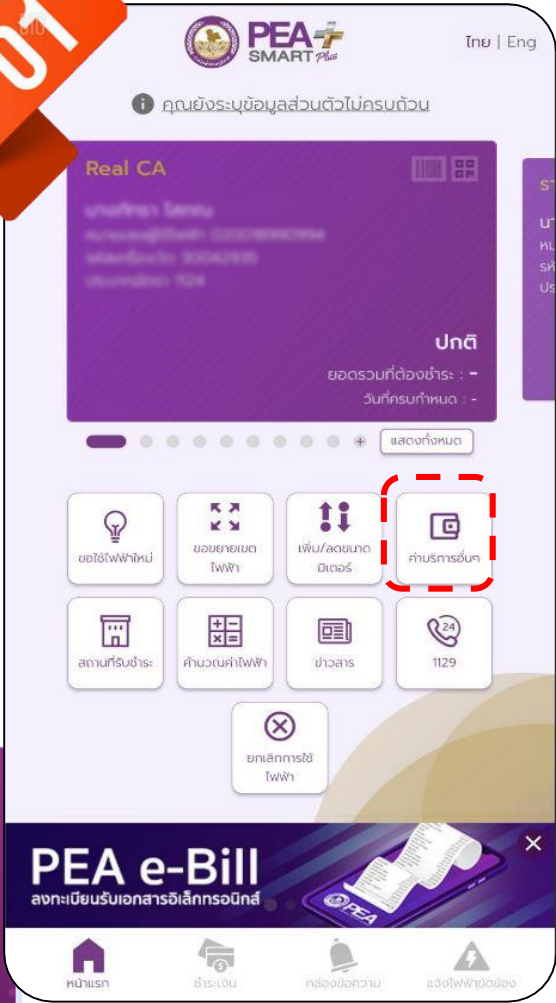 01
PEA
SMART Plus
ไทย | Eng
คุณยังระบุข้อมูลส่วนตัวไม่ครบถ้วน
Real CA
ปกติ
ยอดรวมที่ต้องชำระ : -
วันที่ครบกำหนด : -
แสดงทั้งหมด
ขอใช้ไฟฟ้าใหม่
ขอขยายเขต
ไฟฟ้า
เพิ่ม/ลดขนาด
มิเตอร์
ค่าบริการอื่นๆ
สถานที่รับชำระ
คำนวณค่าไฟฟ้า
ข่าวสาร
24
1129
ยกเลิกการใช้
ไฟฟ้า
PEA e-Bill
ลงทะเบียนรับเอกสารอิเล็กทรอนิกส์
PEA
หน้าแรก
ชำระเงิน
กล่องข้อความ
แจ้งไฟฟ้าขัดข้อง